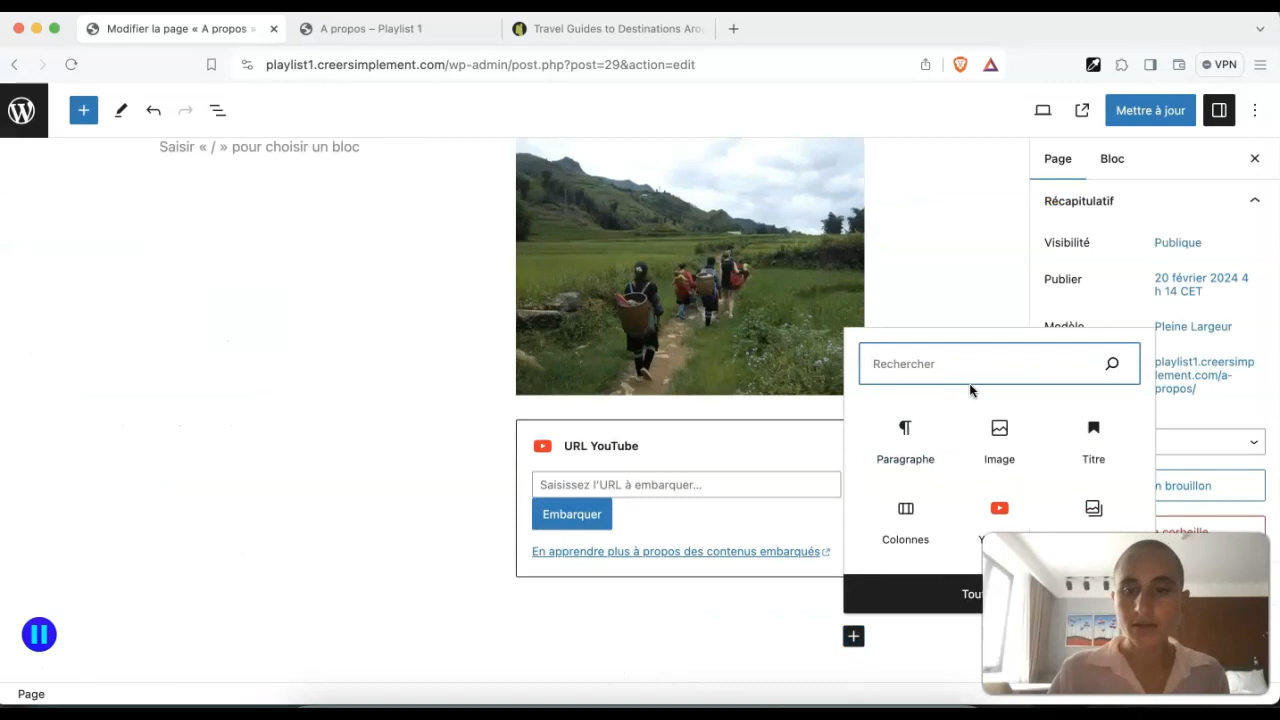 Modifier la page « A propos »
A propos – Playlist 1
Travel Guides to Destinations Aro
playlist1.creersimplement.com/wp-admin/post.php?post=29&action=edit
VPN
Mettre à jour
Saisir « / » pour choisir un bloc
Page
Bloc
Récapitulatif
Visibilité
Publique
Publier
20 février 2024 4
h 14 CET
Modèle
Pleine Largeur
playlist1.creersimp
lement.com/a-
propos/
Rechercher
Paragraphe
Image
Titre
Colonnes
n brouillon
URL YouTube
Saisissez l’URL à embarquer…
Embarquer
En apprendre plus à propos des contenus embarqués
Tou
Page